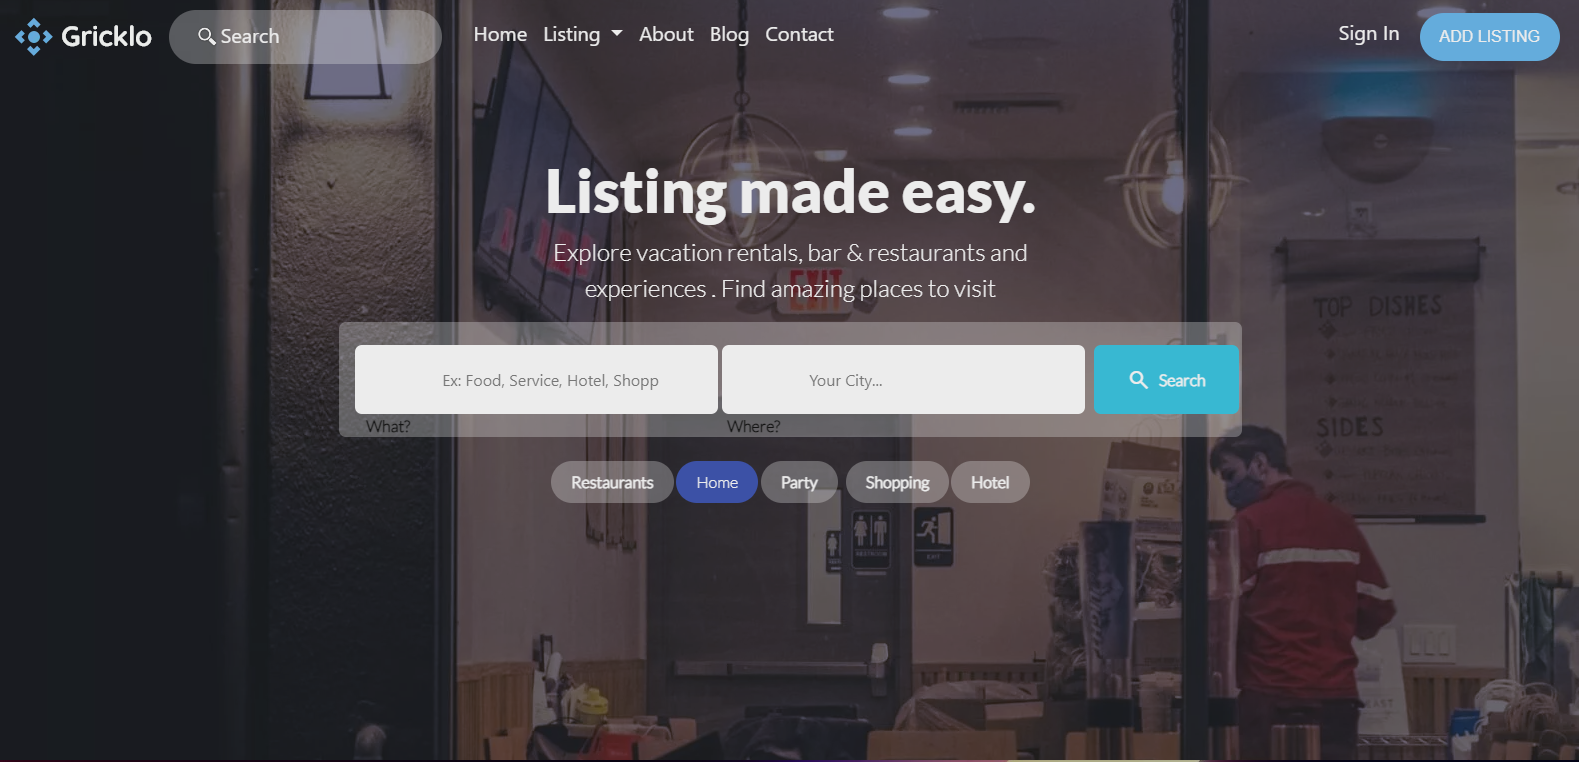 Gricklo
Search
Home Listing About Blog Contact
Sign In
ADD LISTING
Listing made easy.
Explore vacation rentals, bar & restaurants and
experiences . Find amazing places to visit
EXIT
Ex: Food, Service, Hotel, Shopp
Your City...
Search
What?
Where?
Restaurants
Home
Party
Shopping
Hotel
TOP DISHES
SIDES
RESTROOM
EXIT